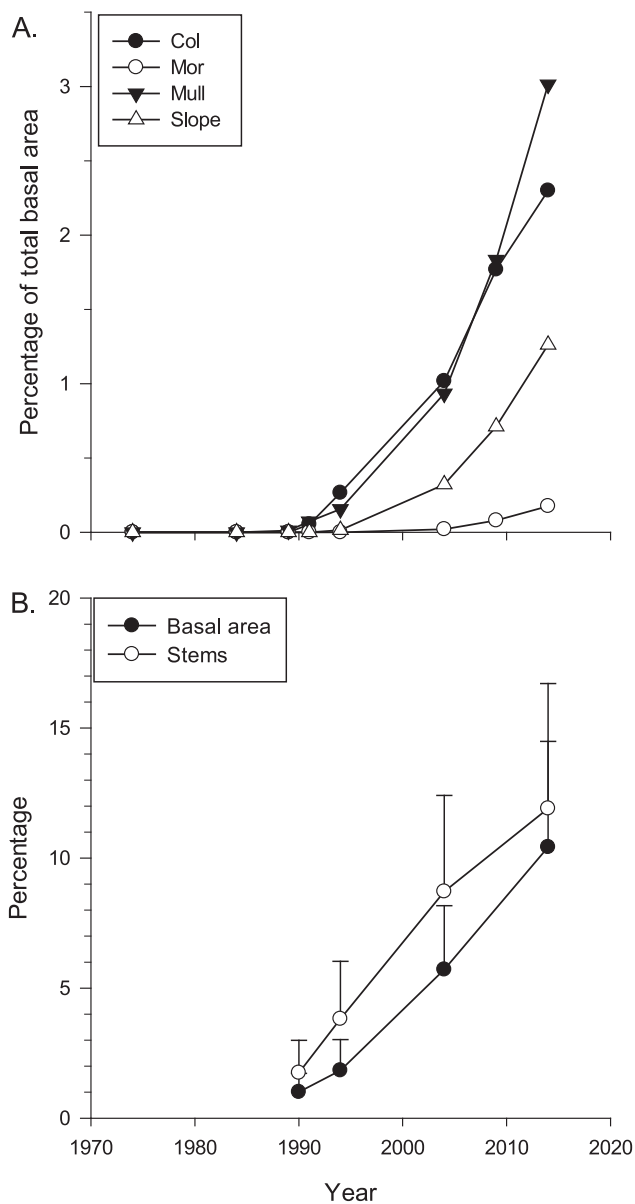 A.
Col
Mor
Mull
Slope
Percentage of total basal area
3
2
1
0
B.
Basal area
Stems
Percentage
20
15
10
5
0
1970 1980 1990 2000 2010 2020
Year